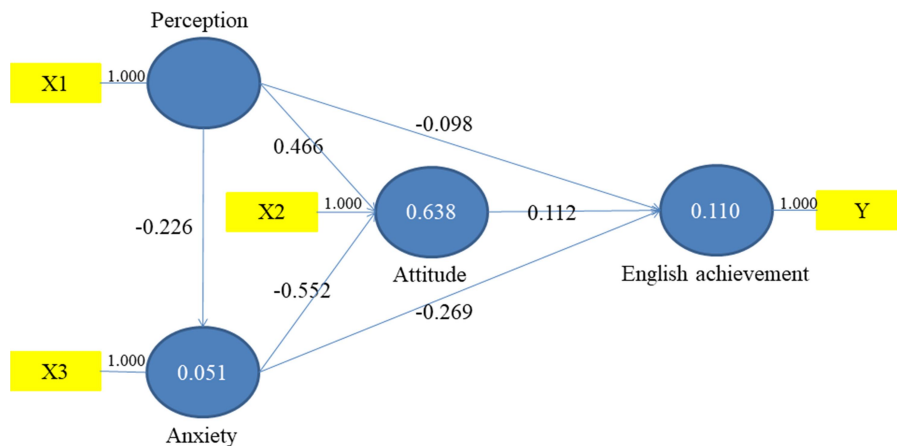 Perception
X1
1.000
-0.098
0.466
X2
1.000
0.638
0.112
0.110
1.000
Y
-0.226
Attitude
English achievement
-0.552
-0.269
X3
1.000
0.051
Anxiety